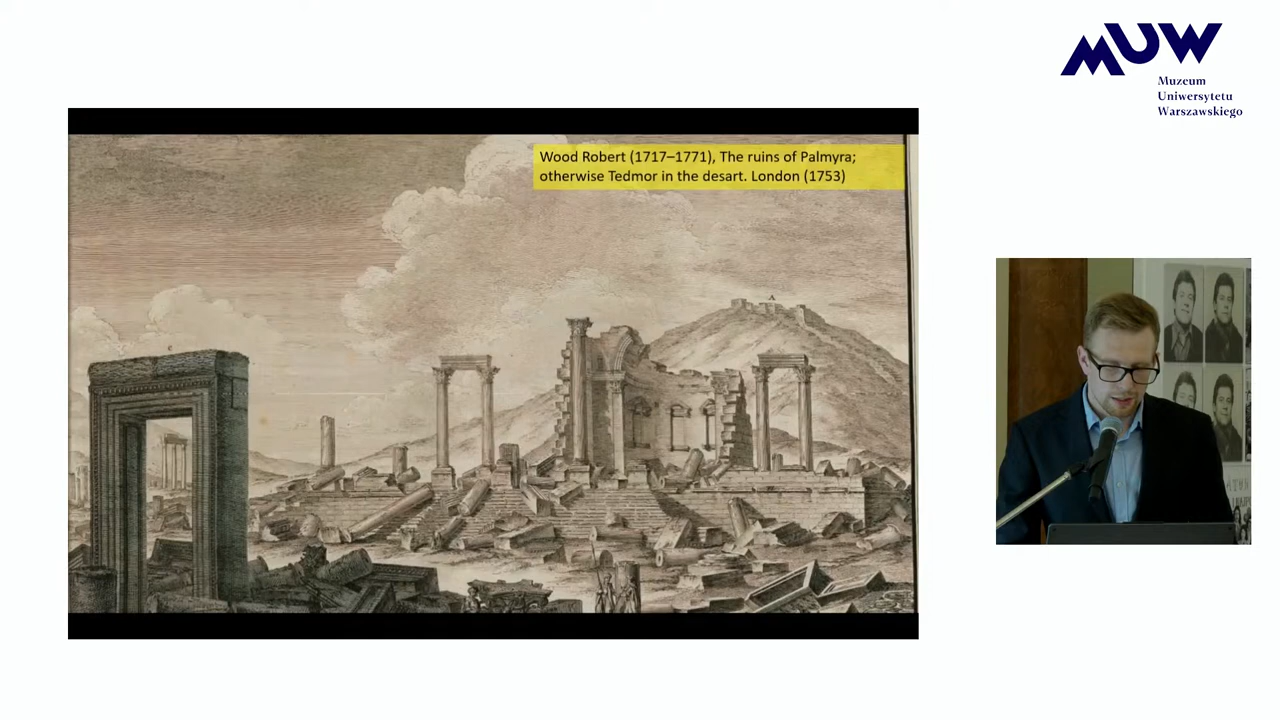 MUW
Muzeum
Uniwersytetu
Warszawskiego
Wood Robert (1717–1771), The ruins of Palmyra;
otherwise Tedmor in the desart. London (1753)
A